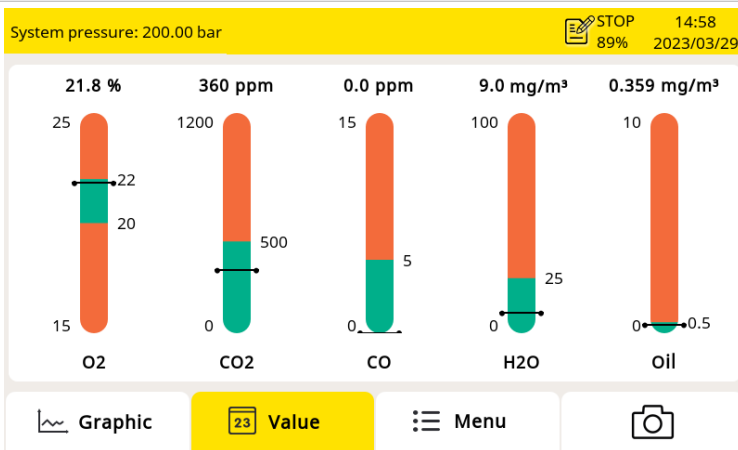 System pressure: 200.00 bar
STOP 14:58
89% 2023/03/29
21.8 % 360 ppm 0.0 ppm 9.0 mg/m³ 0.359 mg/m³
25 1200 15 100 10
22
20
500
5
25
15 0 0 0 0 0.5
O2 CO2 CO H2O Oil
Graphic 23 Value Menu